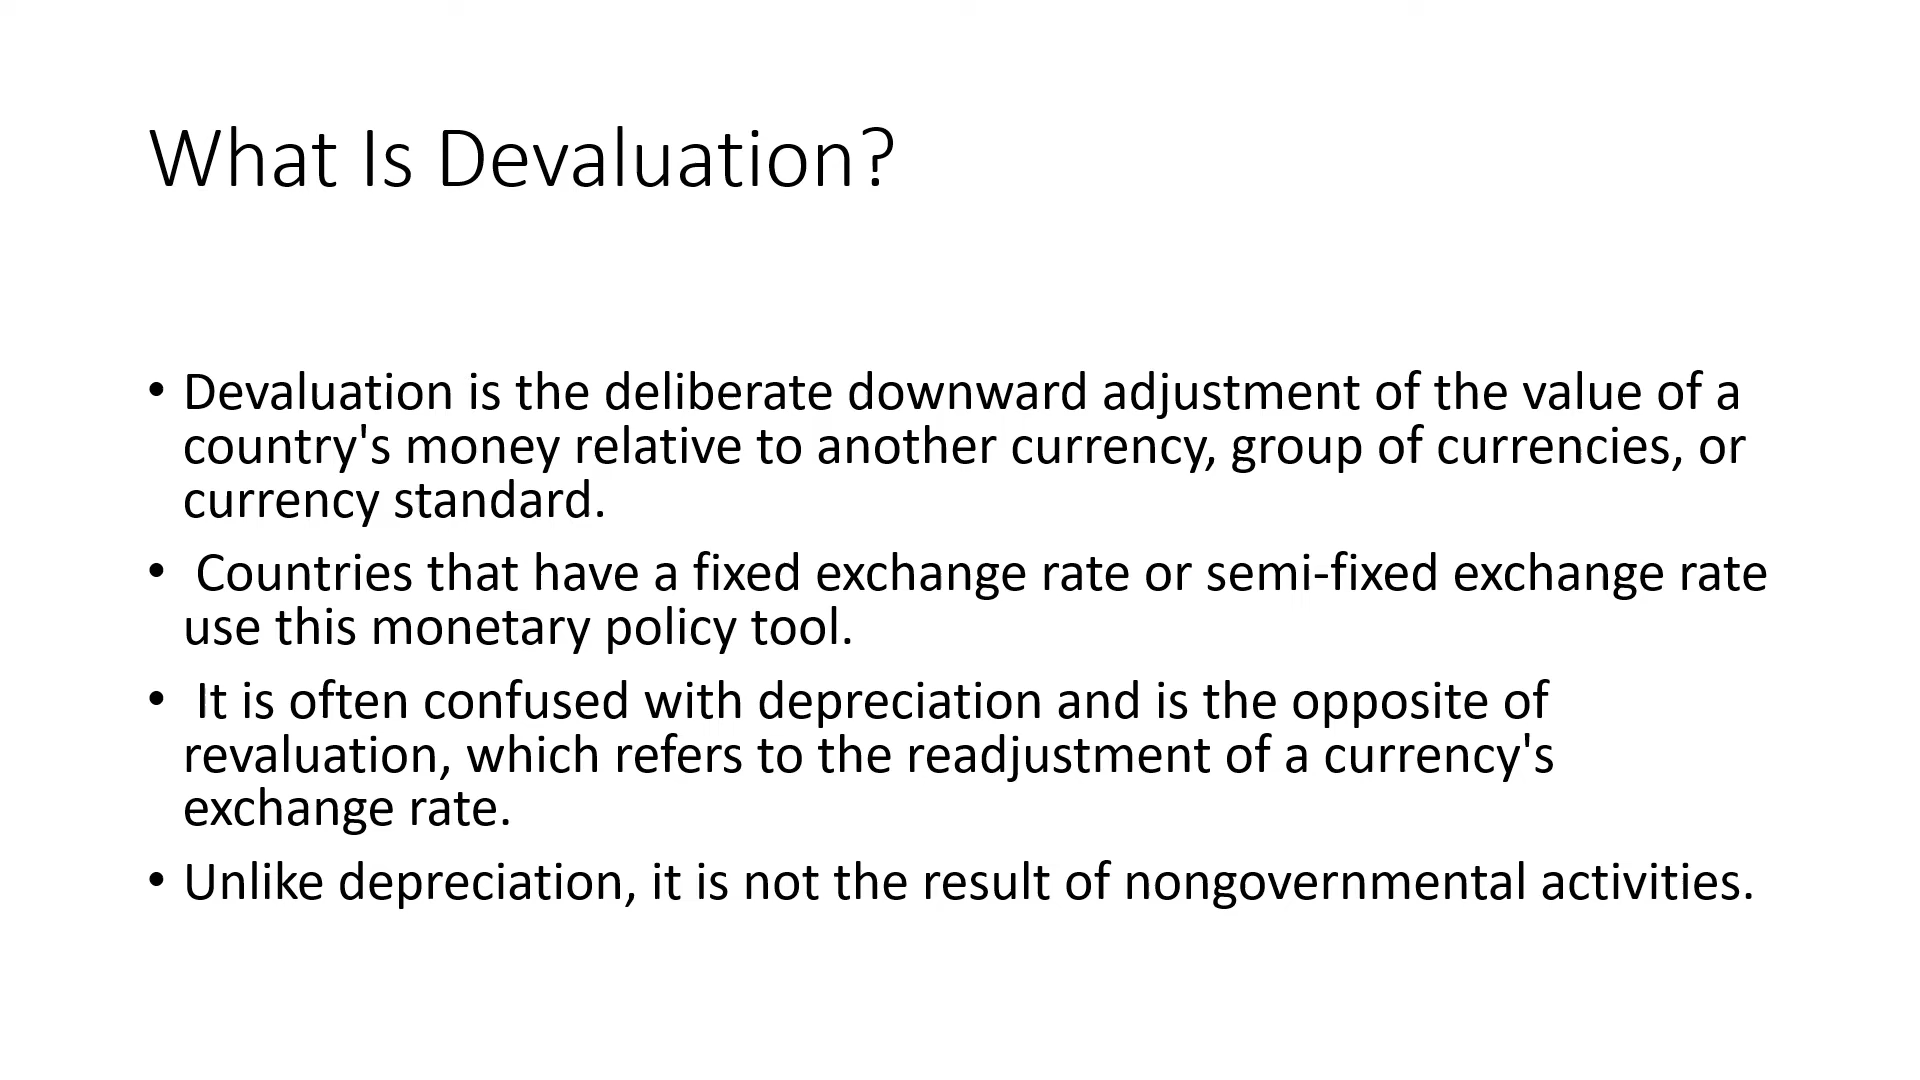 What Is Devaluation?
• Devaluation is the deliberate downward adjustment of the value of a
country's money relative to another currency, group of currencies, or
currency standard.
• Countries that have a fixed exchange rate or semi-fixed exchange rate
use this monetary policy tool.
• It is often confused with depreciation and is the opposite of
revaluation, which refers to the readjustment of a currency's
exchange rate.
• Unlike depreciation, it is not the result of nongovernmental activities.